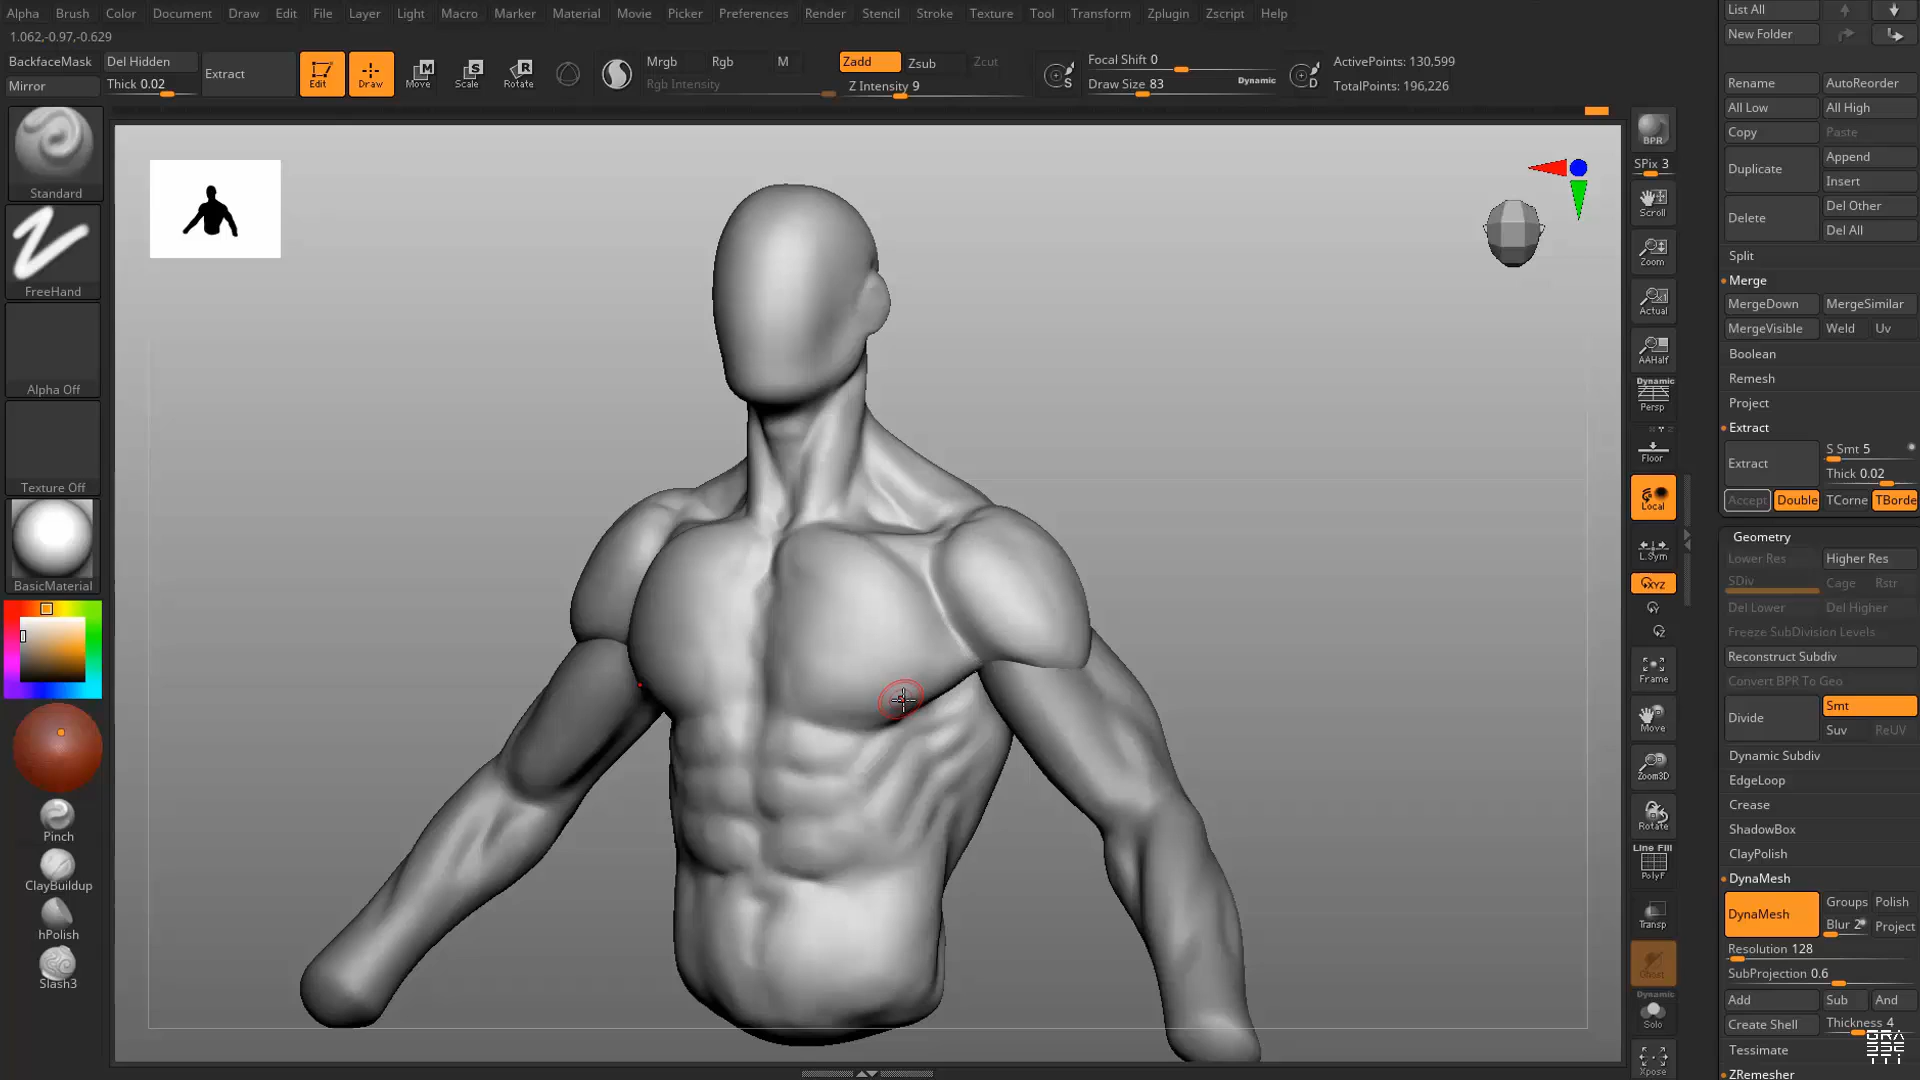 Alpha Brush Color Document Draw Edit File Layer Light Macro Marker Material Movie Picker Preferences Render Stencil Stroke Texture Tool Transform Zplugin Zscript Help
1.062,-0.97,-0.629
BackfaceMask Del Hidden
Mirror Thick 0.02
Extract
Edit Draw Move Scale Rotate
M S R
Mrgb Rgb M
Rgb Intensity
Zadd Zsub Zcut
Z Intensity 9
S
Focal Shift 0
Draw Size 83 Dynamic
D
ActivePoints: 130,599
TotalPoints: 196,226
Standard
FreeHand
Alpha Off
Texture Off
BasicMaterial
Pinch
ClayBuildup
hPolish
Slash3
BPR
SPix 3
Scroll
Zoom
Actual
AAHalf
Dynamic
Persp
Floor
Local
L.Sym
XYZ
Y
Z
Frame
Move
Zoom3D
Rotate
Line Fill
PolyF
Transp
Ghost
Dynamic
Solo
Xpose
List All
New Folder
Rename AutoReorder
All Low All High
Copy Paste
Duplicate Append
Insert
Delete Del Other
Del All
Split
Merge
MergeDown MergeSimilar
MergeVisible Weld Uv
Boolean
Remesh
Project
Extract
Extract S Smt 5
Thick 0.02
Accept Double TCorne TBorde
Geometry
Lower Res Higher Res
SDiv Cage Rstr
Del Lower Del Higher
Freeze SubDivision Levels
Reconstruct Subdiv
Convert BPR To Geo
Divide Smt
Suv ReUV
Dynamic Subdiv
EdgeLoop
Crease
ShadowBox
ClayPolish
DynaMesh
DynaMesh Groups Polish
Blur 2 Project
Resolution 128
SubProjection 0.6
Add Sub And
Create Shell Thickness 4
Tessimate
ZRemesher